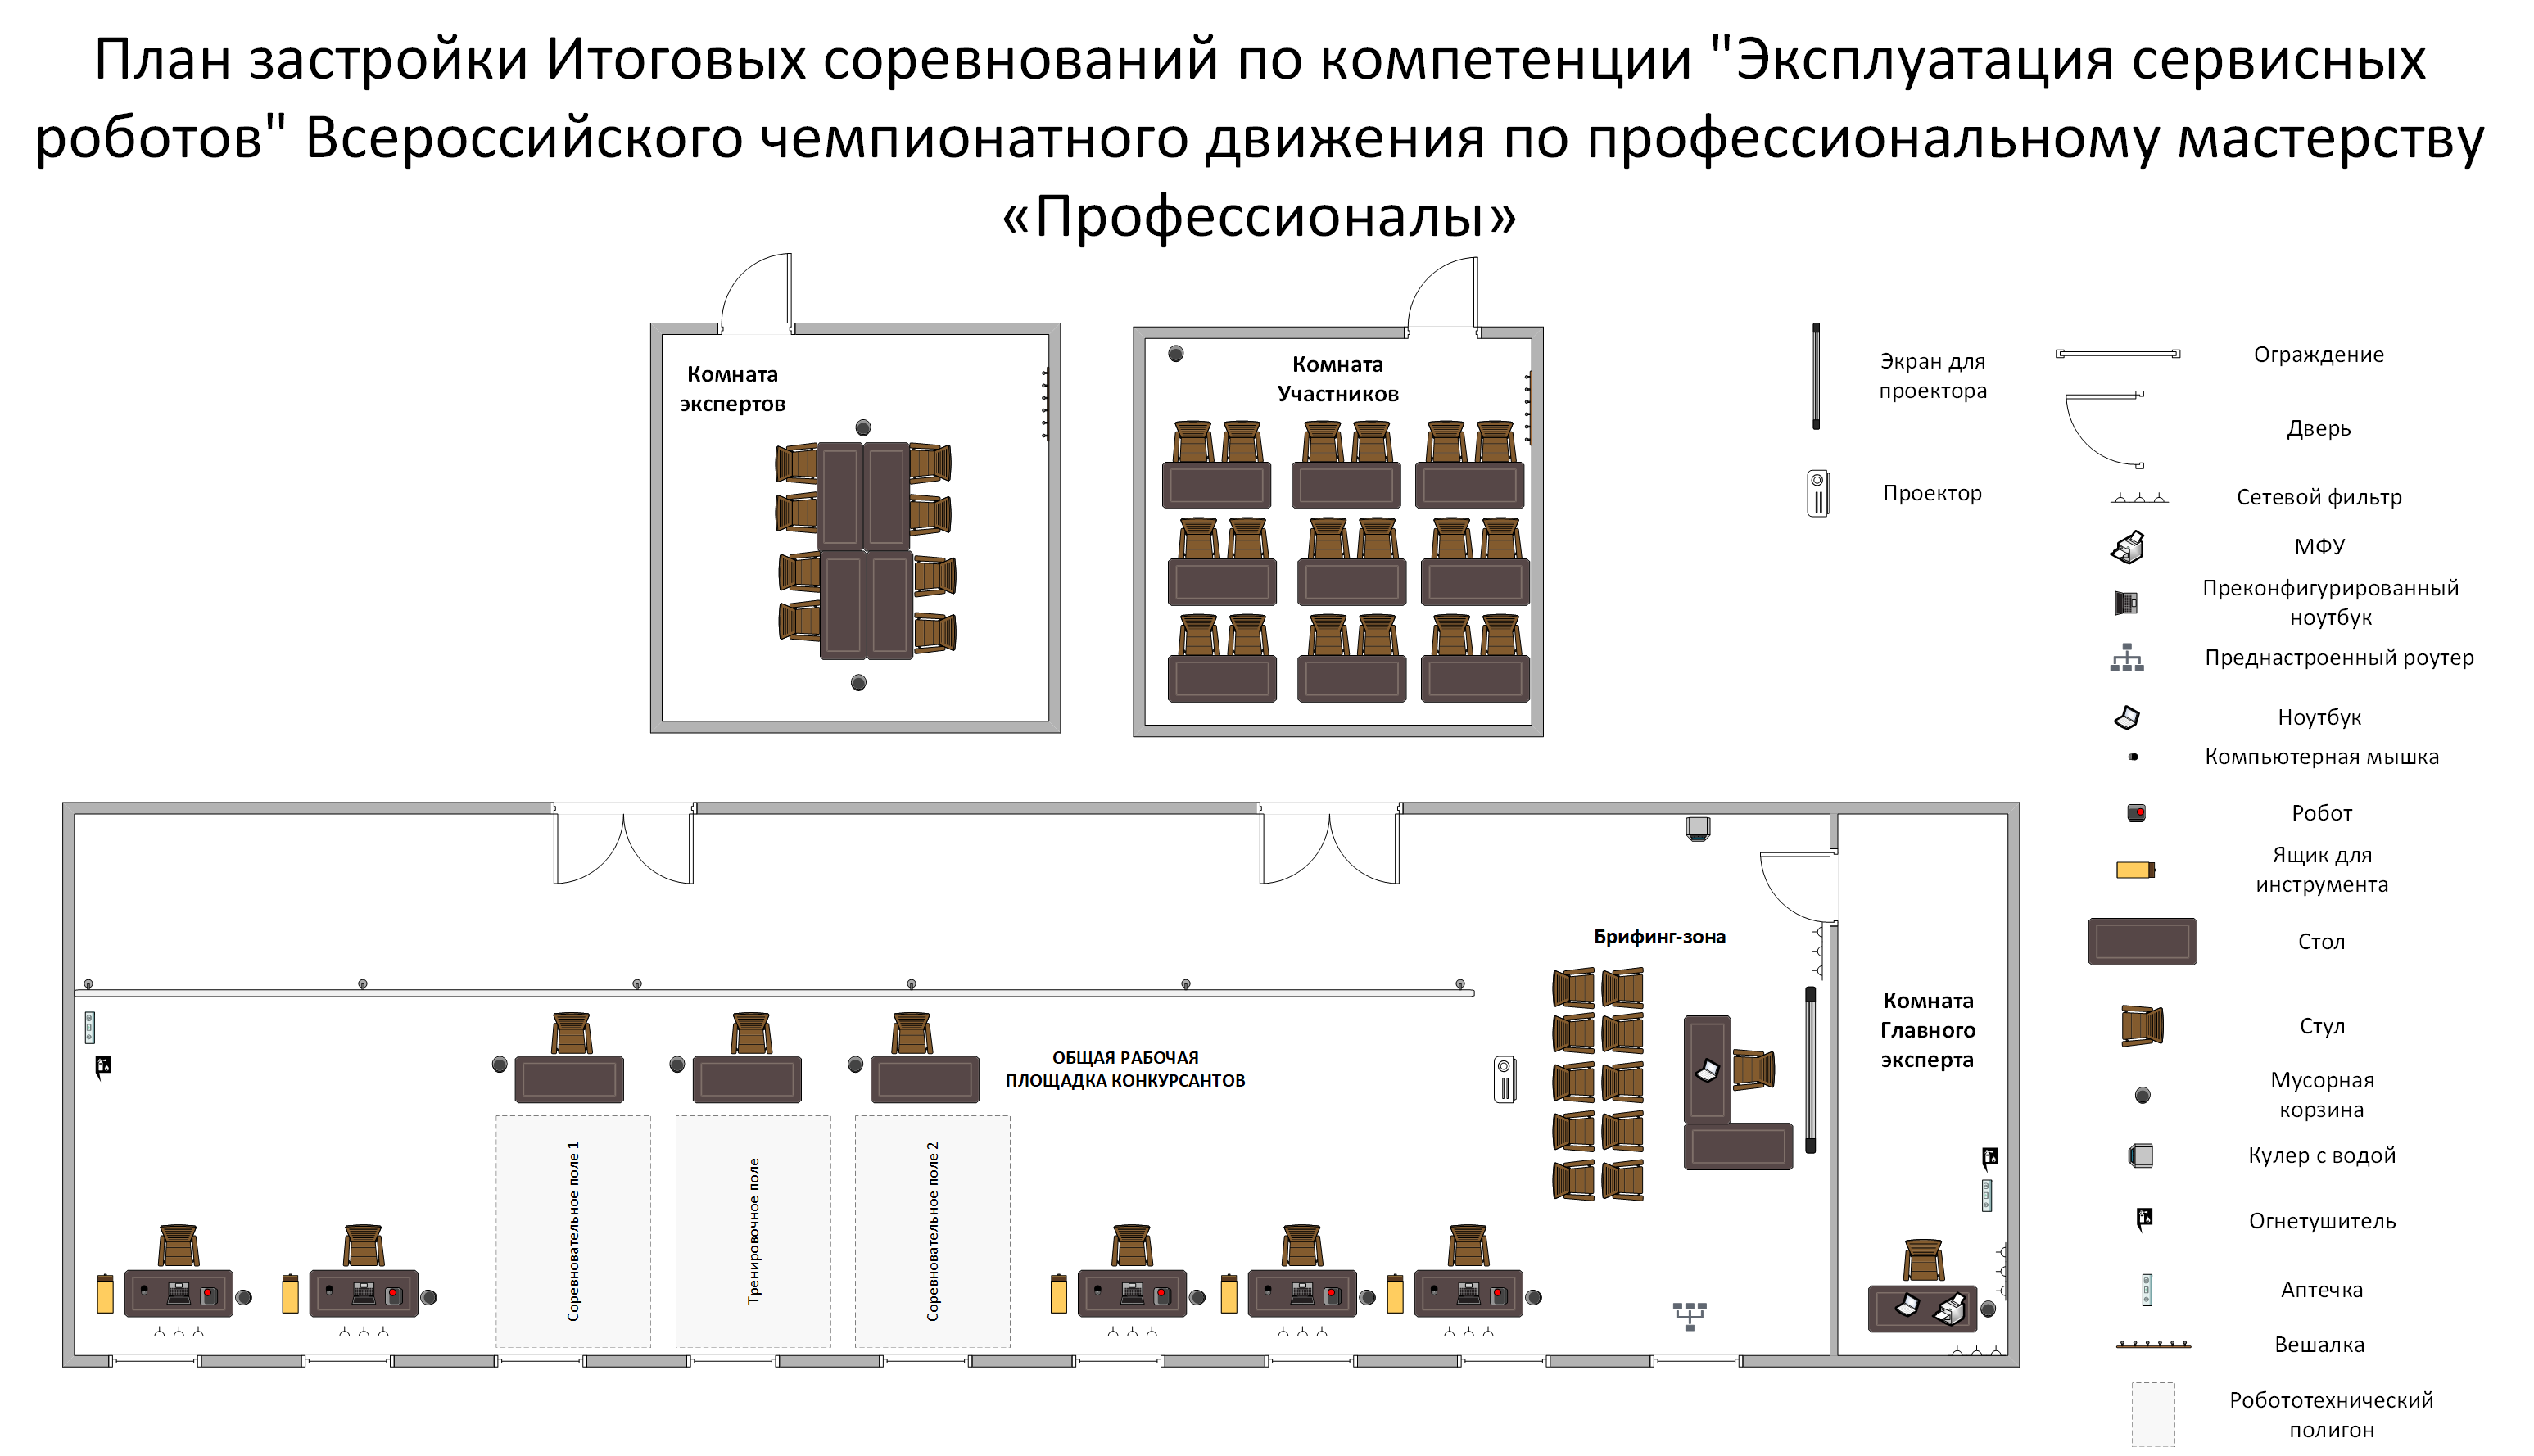 План застройки Итоговых соревнований по компетенции "Эксплуатация сервисных
роботов" Всероссийского чемпионатного движения по профессиональному мастерству
«Профессионалы»
Комната
экспертов
Комната
Участников
Экран для
проектора
Проектор
Ограждение
Дверь
Сетевой фильтр
МФУ
Преконфигурированный
ноутбук
Преднастроенный роутер
Ноутбук
Компьютерная мышка
Робот
Ящик для
инструмента
Стол
Стул
Мусорная
корзина
Кулер с водой
Огнетушитель
Аптечка
Вешалка
Робототехнический
полигон
Брифинг-зона
Комната
Главного
эксперта
ОБЩАЯ РАБОЧАЯ
ПЛОЩАДКА КОНКУРСАНТОВ
Соревновательное поле 1
Тренировочное поле
Соревновательное поле 2